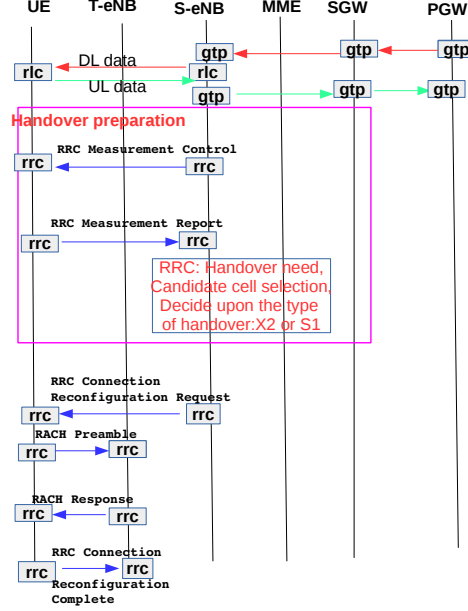 UE T-eNB S-eNB MME SGW PGW
gtp gtp gtp
DL data
rlc rlc
UL data
gtp gtp gtp
Handover preparation
RRC Measurement Control
rrc rrc
RRC Measurement Report
rrc rrc
RRC: Handover need,
Candidate cell selection,
Decide upon the type
of handover:X2 or S1
RRC Connection
Reconfiguration Request
rrc rrc
RACH Preamble
rrc rrc
RACH Response
rrc rrc
RRC Connection
rrc rrc
Reconfiguration
Complete